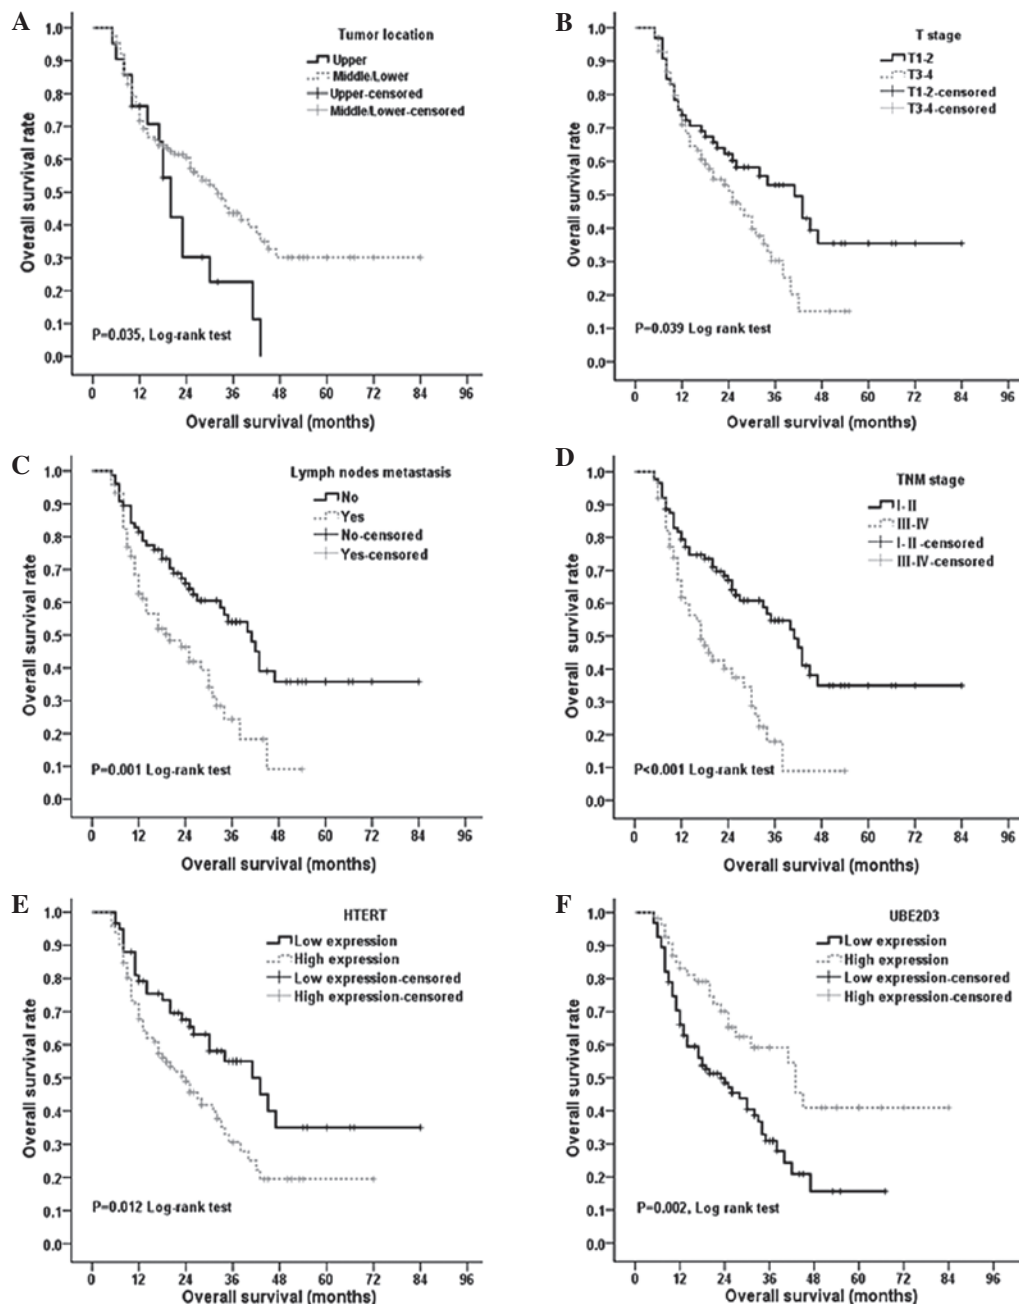 A
Tumor location
Upper
Middle/Lower
Upper-censored
Middle/Lower-censored
Overall survival rate
1.0
0.9
0.8
0.7
0.6
0.5
0.4
0.3
0.2
0.1
0.0
P=0.035, Log-rank test
0 12 24 36 48 60 72 84 96
Overall survival (months)
B
T stage
T1-2
T3-4
T1-2-censored
T3-4-censored
Overall survival rate
1.0
0.9
0.8
0.7
0.6
0.5
0.4
0.3
0.2
0.1
0.0
P=0.039 Log-rank test
0 12 24 36 48 60 72 84 96
Overall survival (months)
C
Lymph nodes metastasis
No
Yes
No-censored
Yes-censored
Overall survival rate
1.0
0.9
0.8
0.7
0.6
0.5
0.4
0.3
0.2
0.1
0.0
P=0.001 Log-rank test
0 12 24 36 48 60 72 84 96
Overall survival (months)
D
TNM stage
I-II
III-IV
I-II-censored
III-IV-censored
Overall survival rate
1.0
0.9
0.8
0.7
0.6
0.5
0.4
0.3
0.2
0.1
0.0
P<0.001 Log-rank test
0 12 24 36 48 60 72 84 96
Overall survival (months)
E
HTERT
Low expression
High expression
Low expression-censored
High expression-censored
Overall survival rate
1.0
0.9
0.8
0.7
0.6
0.5
0.4
0.3
0.2
0.1
0.0
P=0.012 Log-rank test
0 12 24 36 48 60 72 84 96
Overall survival (months)
F
UBE2D3
Low expression
High expression
Low expression-censored
High expression-censored
Overall survival rate
1.0
0.9
0.8
0.7
0.6
0.5
0.4
0.3
0.2
0.1
0.0
P=0.002, Log rank test
0 12 24 36 48 60 72 84 96
Overall survival (months)